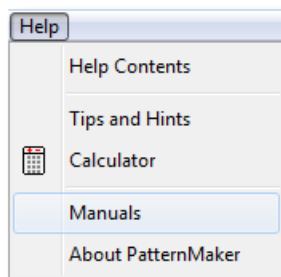 Help
Help Contents
Tips and Hints
Calculator
Manuals
About PatternMaker